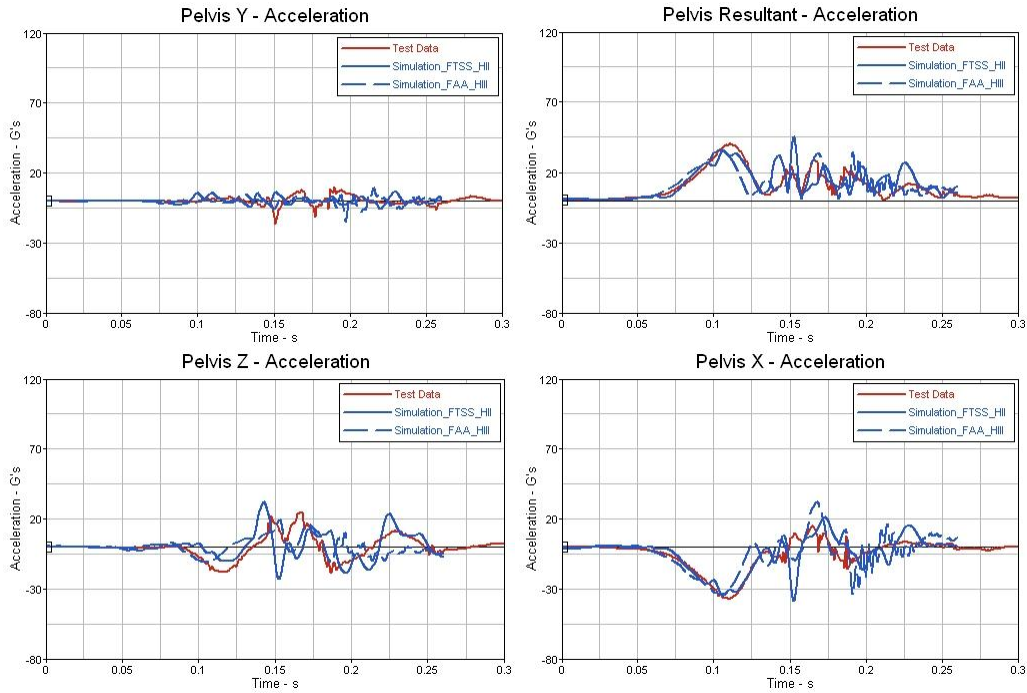 Pelvis Y - Acceleration
120
70
20
-30
-80
Acceleration - G's
Test Data
Simulation_FTSS_HII
Simulation_FAA_HIII
0
0.05
0.1
0.15
0.2
0.25
0.3
Time - s
Pelvis Resultant - Acceleration
120
70
20
-30
-80
Acceleration - G's
Test Data
Simulation_FTSS_HII
Simulation_FAA_HIII
0
0.05
0.1
0.15
0.2
0.25
0.3
Time - s
Pelvis Z - Acceleration
120
70
20
-30
-80
Acceleration - G's
Test Data
Simulation_FTSS_HII
Simulation_FAA_HIII
0
0.05
0.1
0.15
0.2
0.25
0.3
Time - s
Pelvis X - Acceleration
120
70
20
-30
-80
Acceleration - G's
Test Data
Simulation_FTSS_HII
Simulation_FAA_HIII
0
0.05
0.1
0.15
0.2
0.25
0.3
Time - s